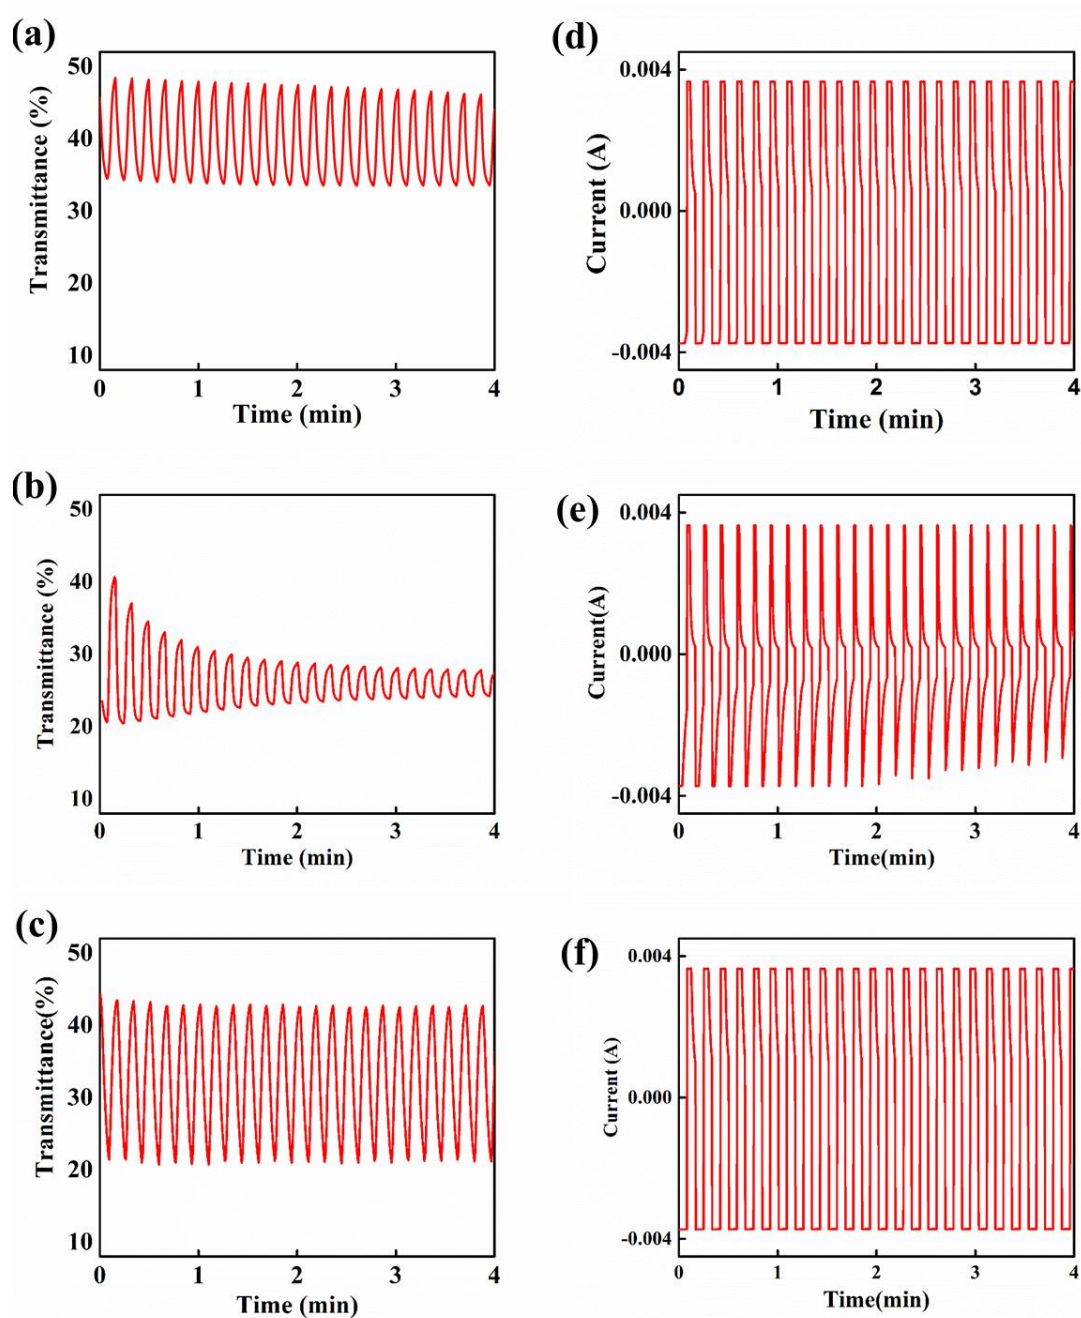 (a)
50
40
30
20
10
Transmittance (%)
0 1 2 3 4
Time (min)
(d)
0.004
0.000
-0.004
Current (A)
0 1 2 3 4
Time (min)
(b)
50
40
30
20
10
Transmittance (%)
0 1 2 3 4
Time (min)
(e)
0.004
0.000
-0.004
Current(A)
0 1 2 3 4
Time(min)
(c)
50
40
30
20
10
Transmittance(%)
0 1 2 3 4
Time (min)
(f)
0.004
0.000
-0.004
Current (A)
0 1 2 3 4
Time(min)